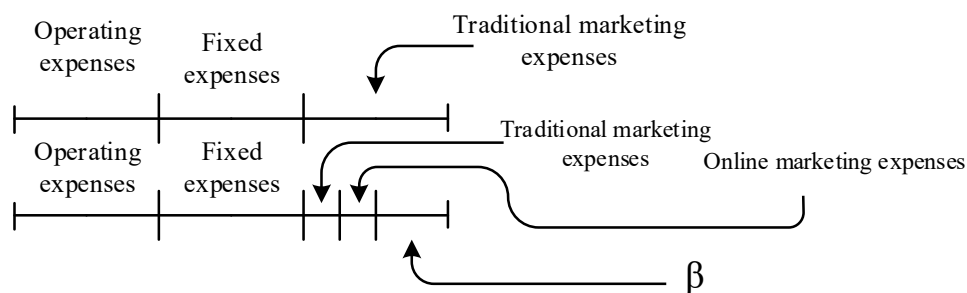 Operating
expenses
Fixed
expenses
Traditional marketing
expenses
Operating
expenses
Fixed
expenses
Traditional marketing
expenses
Online marketing expenses
β